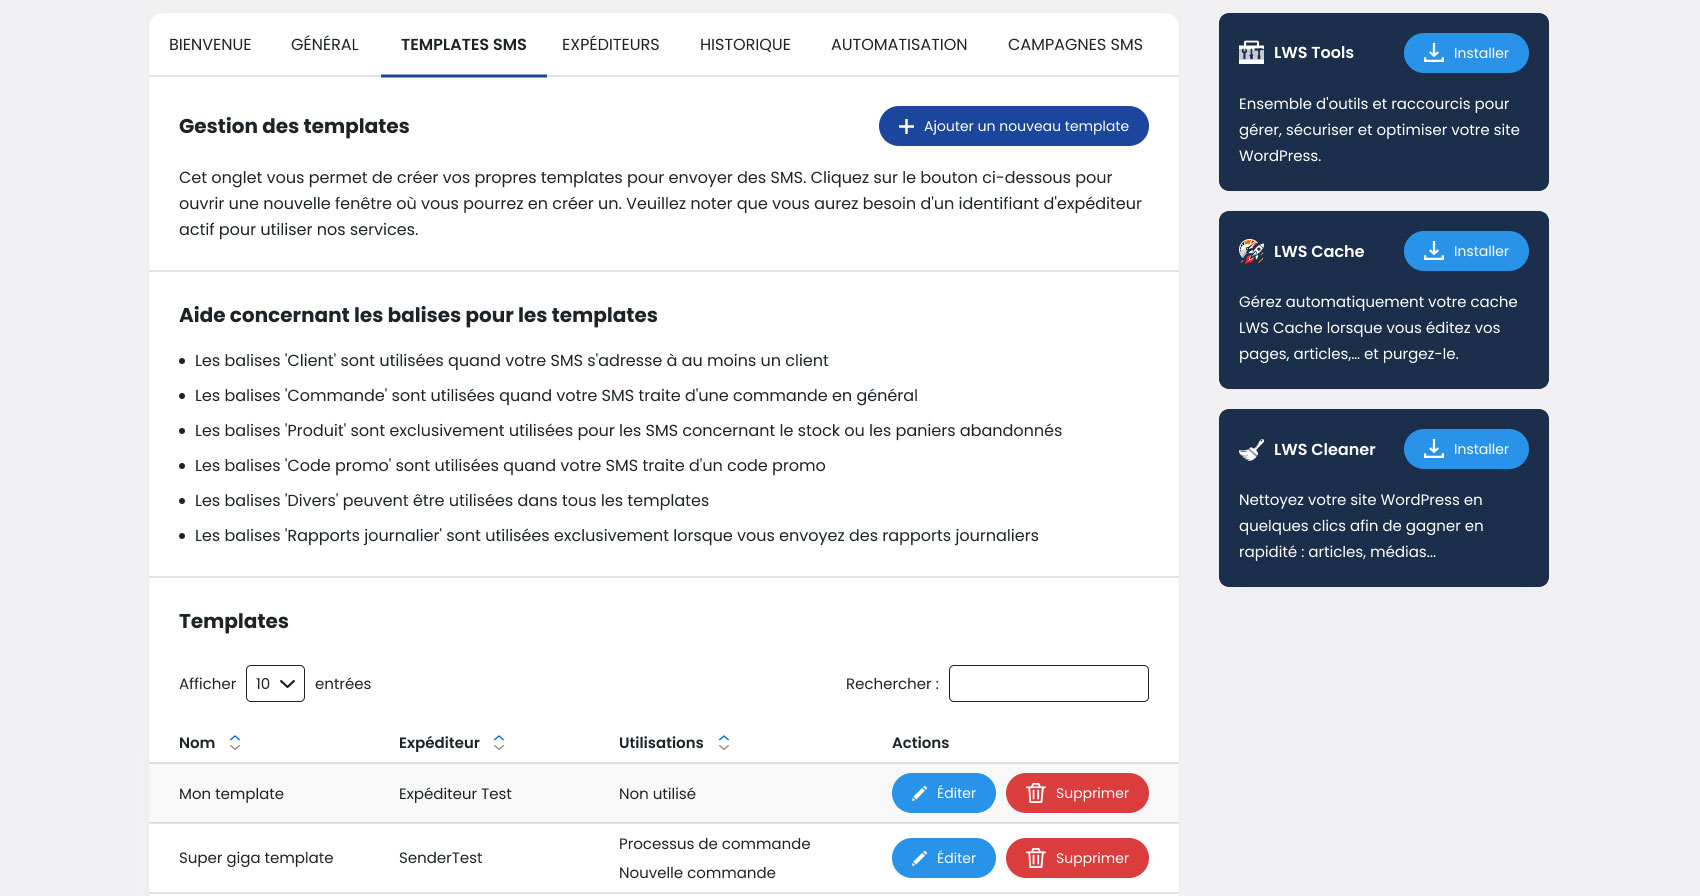 BIENVENUE GÉNÉRAL TEMPLATES SMS EXPÉDITEURS HISTORIQUE AUTOMATISATION CAMPAGNES SMS
Gestion des templates
Ajouter un nouveau template
Cet onglet vous permet de créer vos propres templates pour envoyer des SMS. Cliquez sur le bouton ci-dessous pour
ouvrir une nouvelle fenêtre où vous pourrez en créer un. Veuillez noter que vous aurez besoin d'un identifiant d'expéditeur
actif pour utiliser nos services.
Aide concernant les balises pour les templates
Les balises 'Client' sont utilisées quand votre SMS s'adresse à au moins un client
Les balises 'Commande' sont utilisées quand votre SMS traite d'une commande en général
Les balises 'Produit' sont exclusivement utilisées pour les SMS concernant le stock ou les paniers abandonnés
Les balises 'Code promo' sont utilisées quand votre SMS traite d'un code promo
Les balises 'Divers' peuvent être utilisées dans tous les templates
Les balises 'Rapports journalier' sont utilisées exclusivement lorsque vous envoyez des rapports journaliers
Templates
Afficher 10 entrées Rechercher :
Nom Expéditeur Utilisations Actions
Mon template Expéditeur Test Non utilisé Éditer Supprimer
Super giga template SenderTest Processus de commande
Nouvelle commande Éditer Supprimer
LWS Tools Installer
Ensemble d'outils et raccourcis pour
gérer, sécuriser et optimiser votre site
WordPress.
LWS Cache Installer
Gérez automatiquement votre cache
LWS Cache lorsque vous éditez vos
pages, articles,... et purgez-le.
LWS Cleaner Installer
Nettoyez votre site WordPress en
quelques clics afin de gagner en
rapidité : articles, médias...